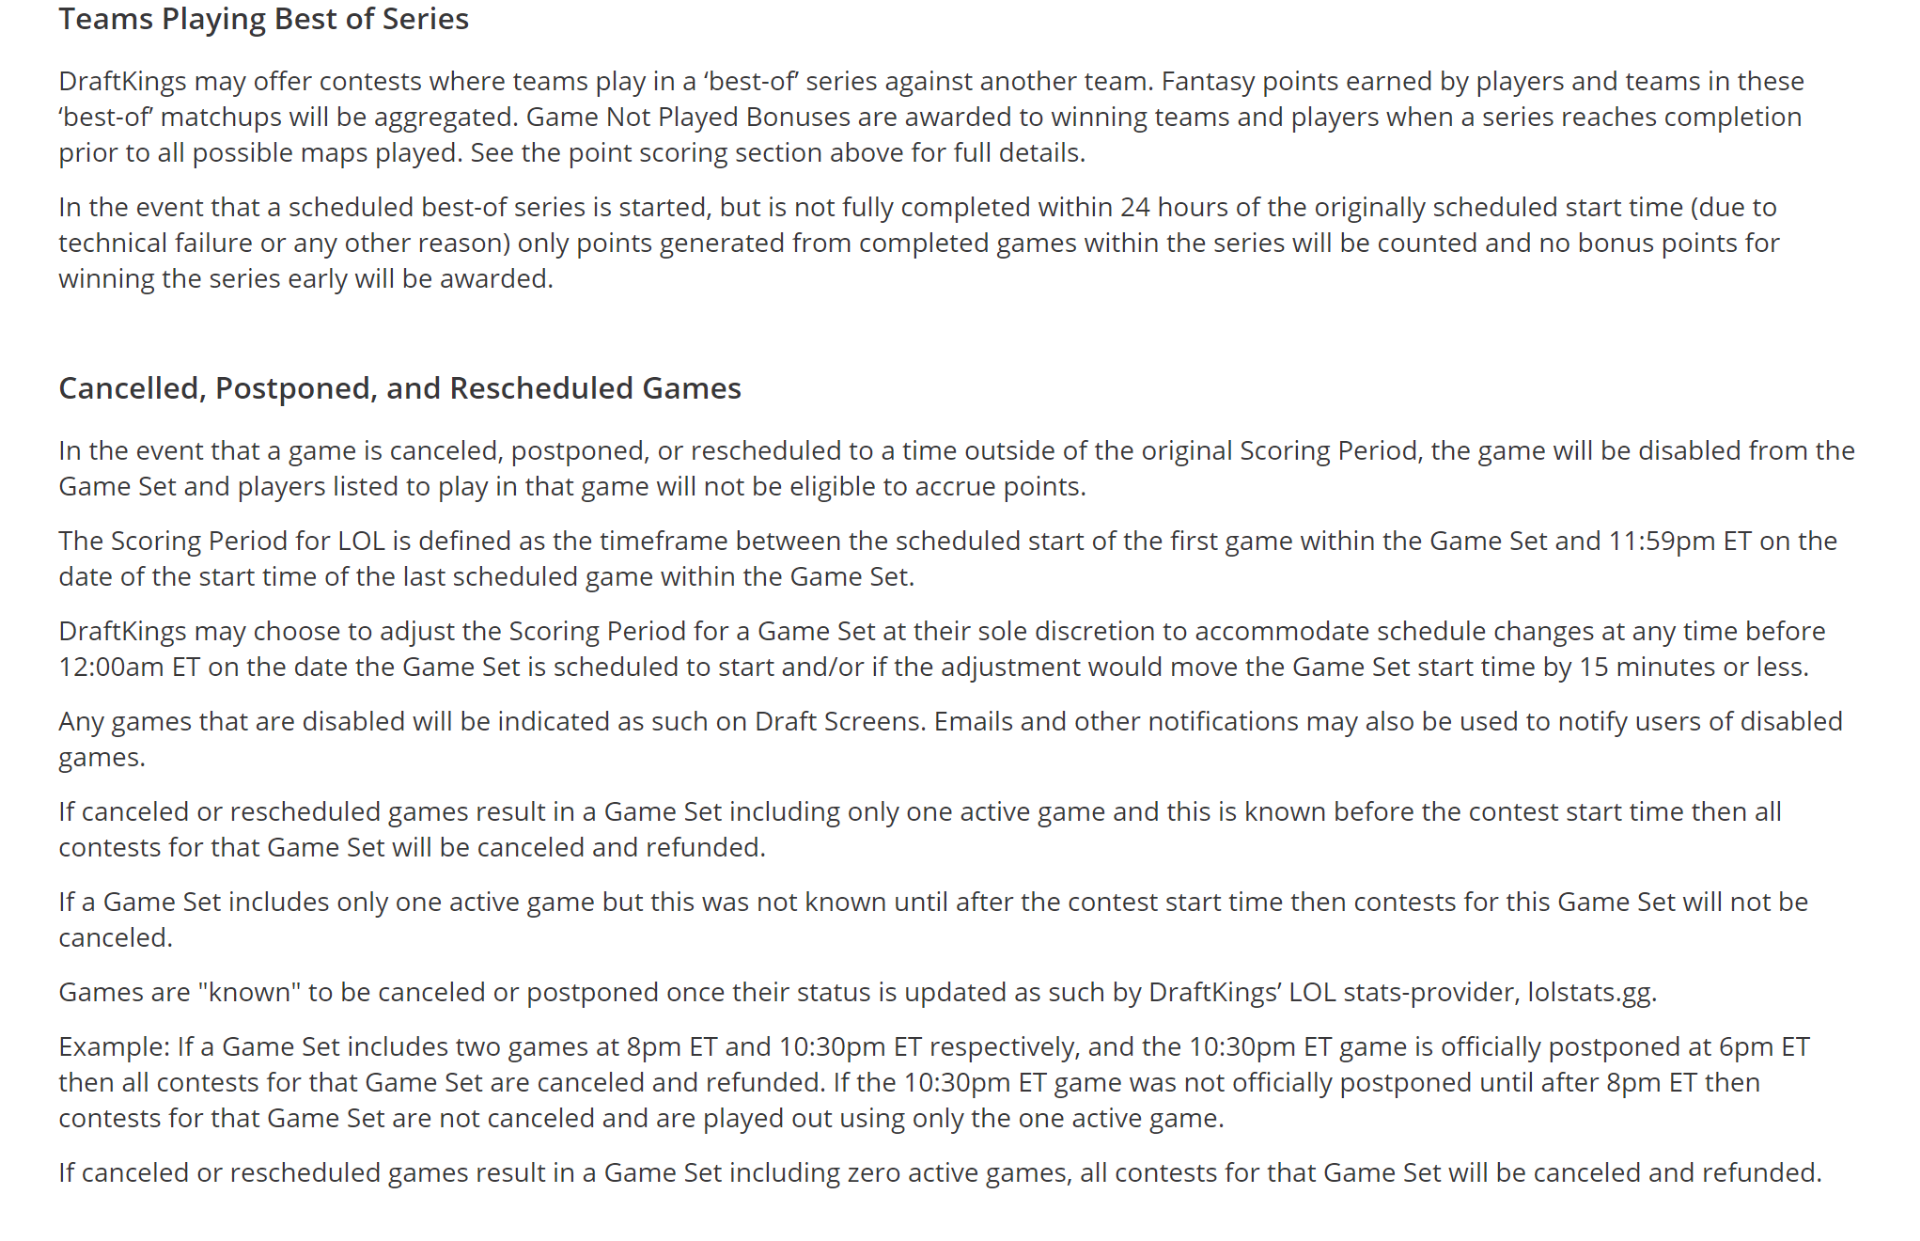 Teams Playing Best of Series
DraftKings may offer contests where teams play in a ‘best-of’ series against another team. Fantasy points earned by players and teams in these
‘best-of’ matchups will be aggregated. Game Not Played Bonuses are awarded to winning teams and players when a series reaches completion
prior to all possible maps played. See the point scoring section above for full details.
In the event that a scheduled best-of series is started, but is not fully completed within 24 hours of the originally scheduled start time (due to
technical failure or any other reason) only points generated from completed games within the series will be counted and no bonus points for
winning the series early will be awarded.
Cancelled, Postponed, and Rescheduled Games
In the event that a game is canceled, postponed, or rescheduled to a time outside of the original Scoring Period, the game will be disabled from the
Game Set and players listed to play in that game will not be eligible to accrue points.
The Scoring Period for LOL is defined as the timeframe between the scheduled start of the first game within the Game Set and 11:59pm ET on the
date of the start time of the last scheduled game within the Game Set.
DraftKings may choose to adjust the Scoring Period for a Game Set at their sole discretion to accommodate schedule changes at any time before
12:00am ET on the date the Game Set is scheduled to start and/or if the adjustment would move the Game Set start time by 15 minutes or less.
Any games that are disabled will be indicated as such on Draft Screens. Emails and other notifications may also be used to notify users of disabled
games.
If canceled or rescheduled games result in a Game Set including only one active game and this is known before the contest start time then all
contests for that Game Set will be canceled and refunded.
If a Game Set includes only one active game but this was not known until after the contest start time then contests for this Game Set will not be
canceled.
Games are "known" to be canceled or postponed once their status is updated as such by DraftKings’ LOL stats-provider, lolstats.gg.
Example: If a Game Set includes two games at 8pm ET and 10:30pm ET respectively, and the 10:30pm ET game is officially postponed at 6pm ET
then all contests for that Game Set are canceled and refunded. If the 10:30pm ET game was not officially postponed until after 8pm ET then
contests for that Game Set are not canceled and are played out using only the one active game.
If canceled or rescheduled games result in a Game Set including zero active games, all contests for that Game Set will be canceled and refunded.